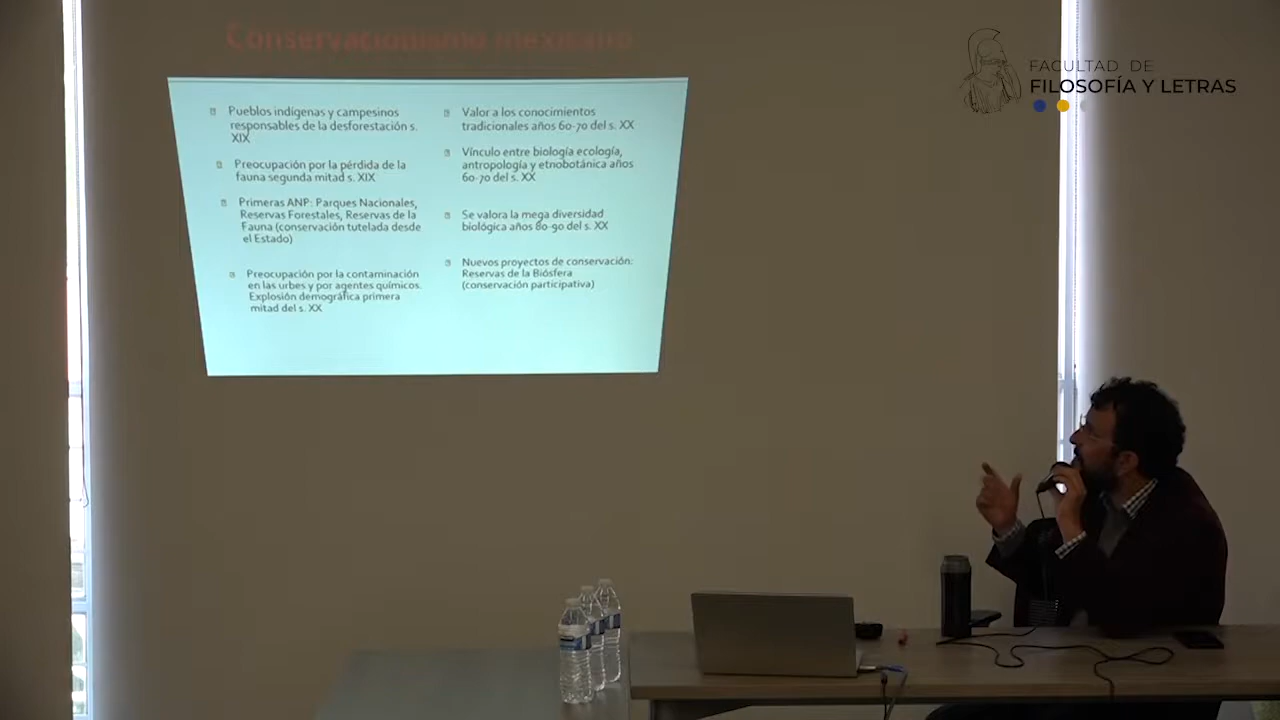 Conservacionismo mexicano
Pueblos indígenas y campesinos
responsables de la desforestación s.
XIX
Preocupación por la pérdida de la
fauna segunda mitad s. XIX
Primeras ANP: Parques Nacionales,
Reservas Forestales, Reservas de la
Fauna (conservación tutelada desde
el Estado)
Preocupación por la contaminación
en las urbes y por agentes químicos.
Explosión demográfica primera
mitad del s. XX
Valor a los conocimientos
tradicionales años 60-70 del s. XX
Vínculo entre biología ecología,
antropología y etnobotánica años
60-70 del s. XX
Se valora la mega diversidad
biológica años 80-90 del s. XX
Nuevos proyectos de conservación:
Reservas de la Biósfera
(conservación participativa)
FACULTAD DE
FILOSOFÍA Y LETRAS